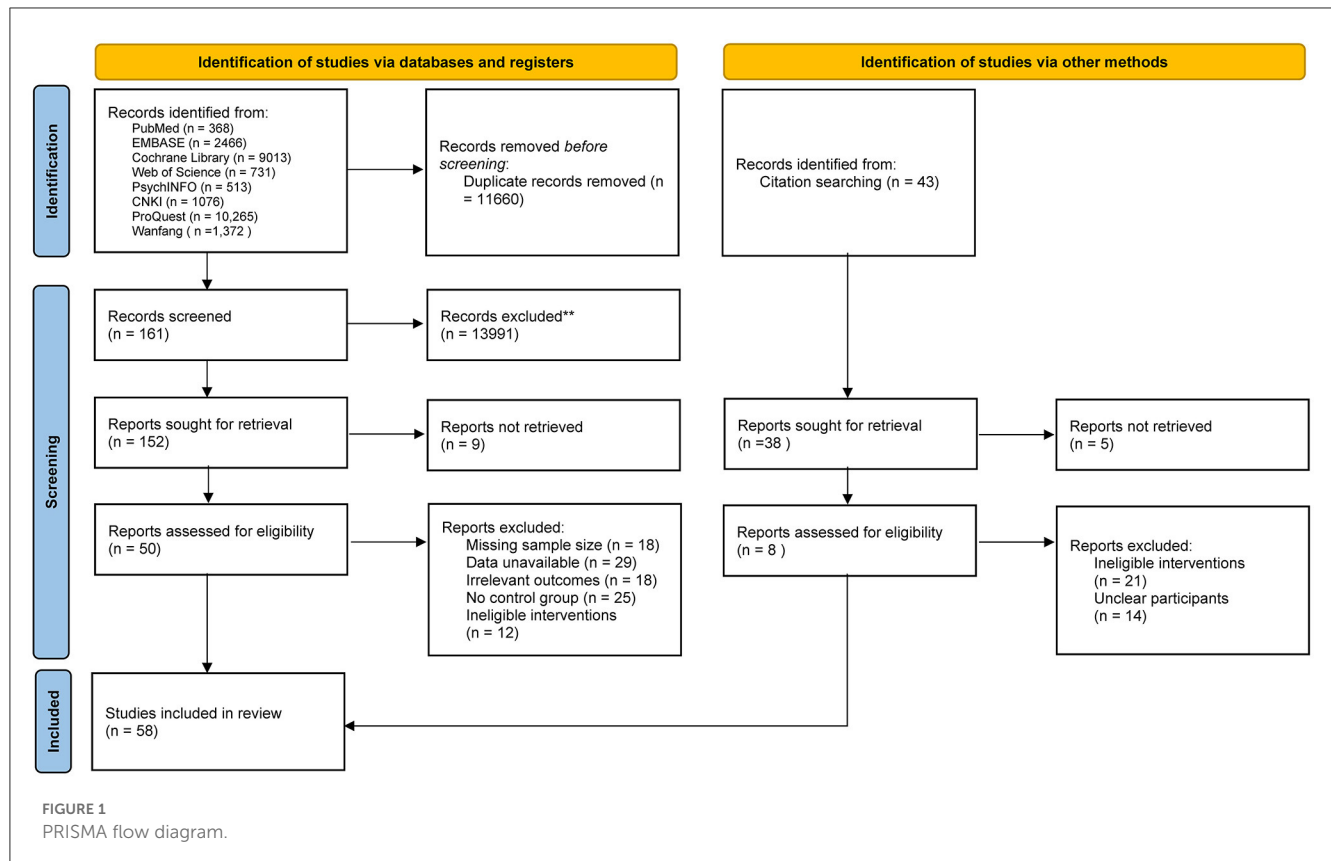 Identification of studies via databases and registers
Identification of studies via other methods
Identification
Records identified from:
PubMed (n = 368)
EMBASE (n = 2466)
Cochrane Library (n = 9013)
Web of Science (n = 731)
PsychINFO (n = 513)
CNKI (n = 1076)
ProQuest (n = 10,265)
Wanfang ( n =1,372 )
Records removed before
screening:
Duplicate records removed (n
= 11660)
Records identified from:
Citation searching (n = 43)
Screening
Records screened
(n = 161)
Records excluded**
(n = 13991)
Reports sought for retrieval
(n = 152)
Reports not retrieved
(n = 9)
Reports sought for retrieval
(n =38 )
Reports not retrieved
(n = 5)
Reports assessed for eligibility
(n = 50)
Reports excluded:
Missing sample size (n = 18)
Data unavailable (n = 29)
Irrelevant outcomes (n = 18)
No control group (n = 25)
Ineligible interventions
(n = 12)
Reports assessed for eligibility
(n = 8 )
Reports excluded:
Ineligible interventions
(n = 21)
Unclear participants
(n = 14)
Included
Studies included in review
(n = 58)
FIGURE 1
PRISMA flow diagram.